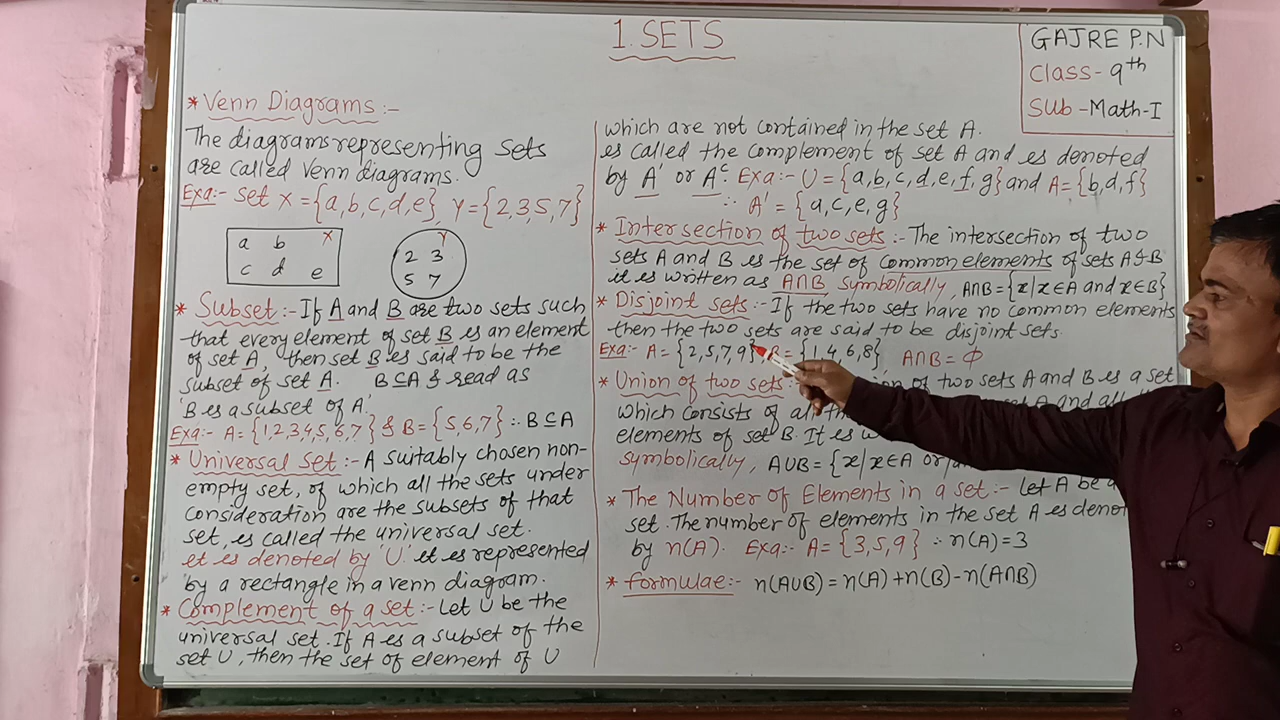 1. SETS
GAJRE P.N
Class - 9th
Sub - Math-I
* Venn Diagrams :-
The diagrams representing sets
are called Venn diagrams.
Exa:- Set X = {a,b,c,d,e}, Y = {2,3,5,7}
a b X
c d e
Y
2 3
5 7
* Subset :- If A and B are two sets such
that every element of set B is an element
of set A, then set B is said to be the
subset of set A. B⊆A & read as
'B is a subset of A'
Exa:- A = {1,2,3,4,5,6,7} & B = {5,6,7} ∴ B⊆A
* Universal set :- A suitably chosen non-
empty set, of which all the sets under
consideration are the subsets of that
set, is called the universal set.
it is denoted by 'U' it is represented
by a rectangle in a venn diagram.
* Complement of a set :- Let U be the
universal set. If A is a subset of the
set U, then the set of element of U
which are not contained in the set A.
is called the complement of set A and is denoted
by A' or Aᶜ. Exa:- U = {a,b,c,d,e,f,g} and A = {b,d,f}
∴ A' = {a,c,e,g}
* Intersection of two sets :- The intersection of two
sets A and B is the set of common elements of sets A & B
it is written as A∩B Symbolically, A∩B = {x/x∈A and x∈B}
* Disjoint sets :- If the two sets have no common elements
then the two sets are said to be disjoint sets.
Exa:- A = {2,5,7,9}, = {1,4,6,8}, A∩B = ϕ
* Union of two sets of two sets A and B is a set
which consists of all
elements of set B. It is
symbolically, A∪B = {x/x∈A or
* The Number of Elements in a set :- Let A be
set. The number of elements in the set A is
by n(A). Exa:- A = {3,5,9} ∴ n(A) = 3
* formulae:- n(A∪B) = n(A) + n(B) - n(A∩B)